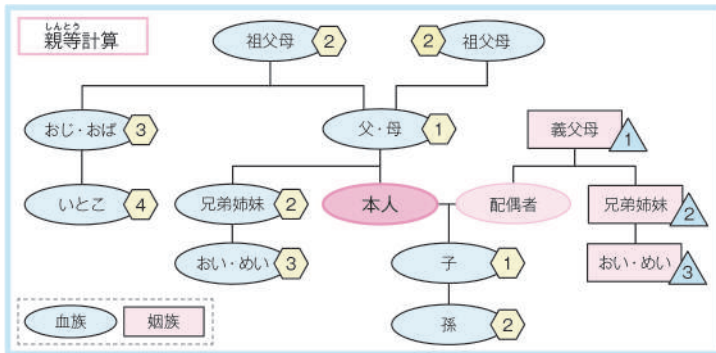 しんとう
親等計算
祖父母 2
2 祖父母
おじ・おば 3
父・母 1
義父母 1
いとこ 4
兄弟姉妹 2
本人
配偶者
兄弟姉妹 2
おい・めい 3
子 1
おい・めい 3
孫 2
血族
姻族